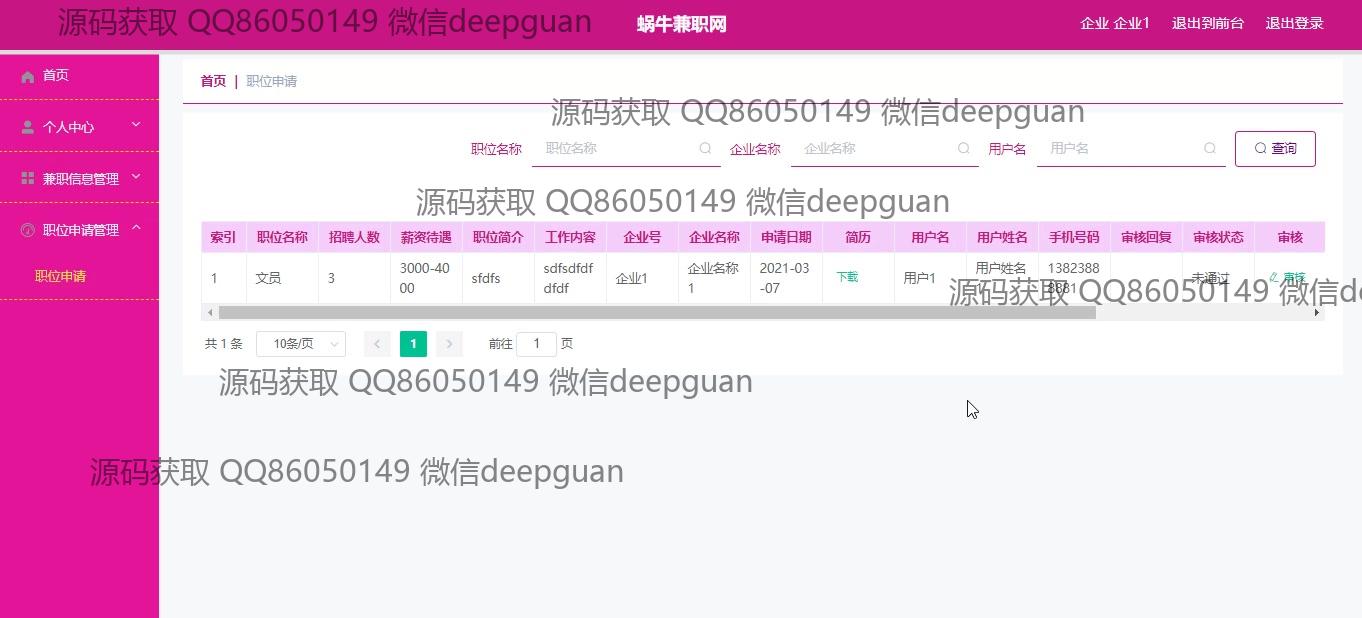 源码获取 QQ86050149 微信deepguan
蜗牛兼职网
企业 企业1 退出到前台 退出登录
首页
个人中心
兼职信息管理
职位申请管理
职位申请
首页 | 职位申请
源码获取 QQ86050149 微信deepguan
职位名称 职位名称 企业名称 企业名称 用户名 用户名 查询
源码获取 QQ86050149 微信deepguan
索引 职位名称 招聘人数 薪资待遇 职位简介 工作内容 企业号 企业名称 申请日期 简历 用户名 用户姓名 手机号码 审核回复 审核状态 审核
1 文员 3 3000-4000 sfdfs sdfsdfdfdfdf 企业1 企业名称1 2021-03-07 下载 用户1 用户姓名 13823888881 未通过 审核
源码获取 QQ86050149 微信de
共 1 条 10条/页 1 前往 1 页
源码获取 QQ86050149 微信deepguan
源码获取 QQ86050149 微信deepguan